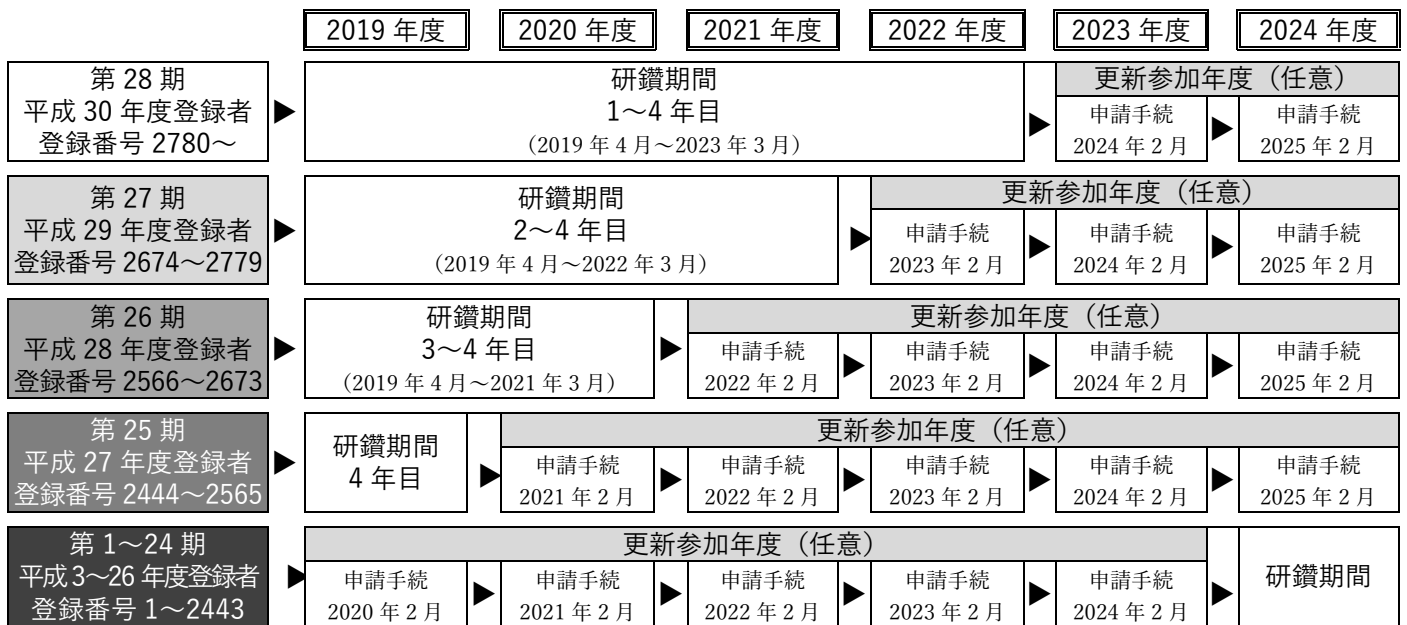 2019 年度 2020 年度 2021 年度 2022 年度 2023 年度 2024 年度
第 28 期
平成 30 年度登録者
登録番号 2780～
▶
研鑽期間
1～4 年目
（2019 年 4 月～2023 年 3 月）
▶
更新参加年度（任意）
申請手続
2024 年 2 月
▶
申請手続
2025 年 2 月
第 27 期
平成 29 年度登録者
登録番号 2674～2779
▶
研鑽期間
2～4 年目
（2019 年 4 月～2022 年 3 月）
▶
更新参加年度（任意）
申請手続
2023 年 2 月
▶
申請手続
2024 年 2 月
▶
申請手続
2025 年 2 月
第 26 期
平成 28 年度登録者
登録番号 2566～2673
▶
研鑽期間
3～4 年目
（2019 年 4 月～2021 年 3 月）
▶
更新参加年度（任意）
申請手続
2022 年 2 月
▶
申請手続
2023 年 2 月
▶
申請手続
2024 年 2 月
▶
申請手続
2025 年 2 月
第 25 期
平成 27 年度登録者
登録番号 2444～2565
▶
研鑽期間
4 年目
▶
更新参加年度（任意）
申請手続
2021 年 2 月
▶
申請手続
2022 年 2 月
▶
申請手続
2023 年 2 月
▶
申請手続
2024 年 2 月
▶
申請手続
2025 年 2 月
第 1～24 期
平成 3～26 年度登録者
登録番号 1～2443
▶
更新参加年度（任意）
申請手続
2020 年 2 月
▶
申請手続
2021 年 2 月
▶
申請手続
2022 年 2 月
▶
申請手続
2023 年 2 月
▶
申請手続
2024 年 2 月
▶
研鑽期間